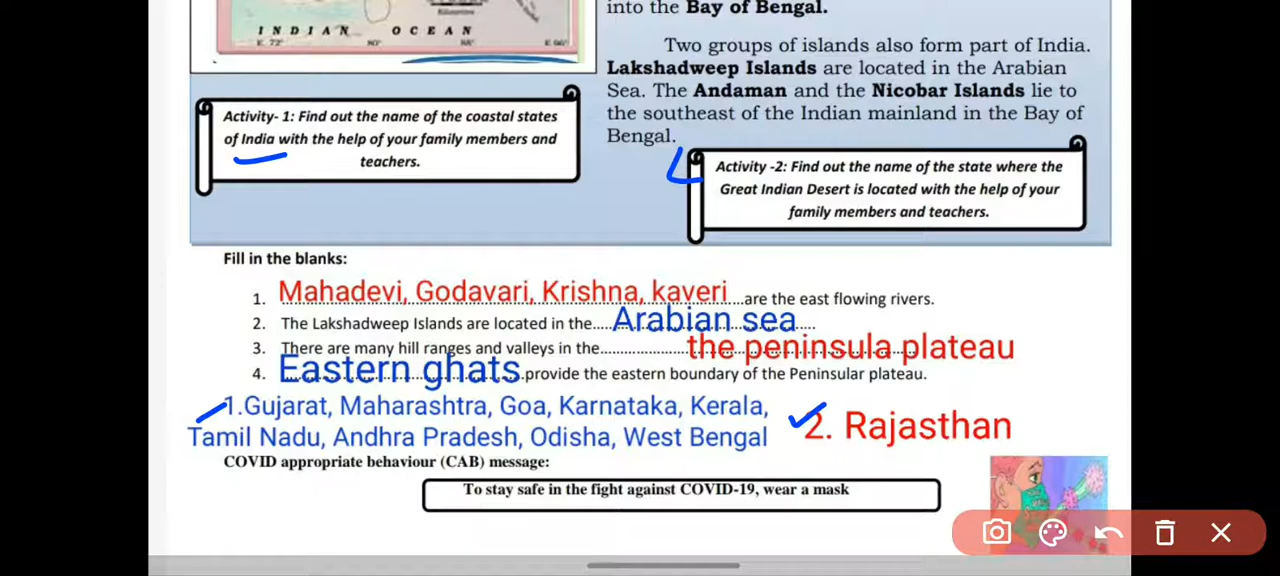 into the Bay of Bengal.
INDIAN OCEAN
Two groups of islands also form part of India.
Lakshadweep Islands are located in the Arabian
Sea. The Andaman and the Nicobar Islands lie to
the southeast of the Indian mainland in the Bay of
Bengal.
Activity- 1: Find out the name of the coastal states
of India with the help of your family members and
teachers.
Activity -2: Find out the name of the state where the
Great Indian Desert is located with the help of your
family members and teachers.
Fill in the blanks:
1. Mahadevi, Godavari, Krishna, kaveri ...are the east flowing rivers.
2. The Lakshadweep Islands are located in the.....Arabian sea....
3. There are many hill ranges and valleys in the......................the peninsula plateau
4. Eastern ghats.provide the eastern boundary of the Peninsular plateau.
1.Gujarat, Maharashtra, Goa, Karnataka, Kerala,
Tamil Nadu, Andhra Pradesh, Odisha, West Bengal
2. Rajasthan
COVID appropriate behaviour (CAB) message:
To stay safe in the fight against COVID-19, wear a mask